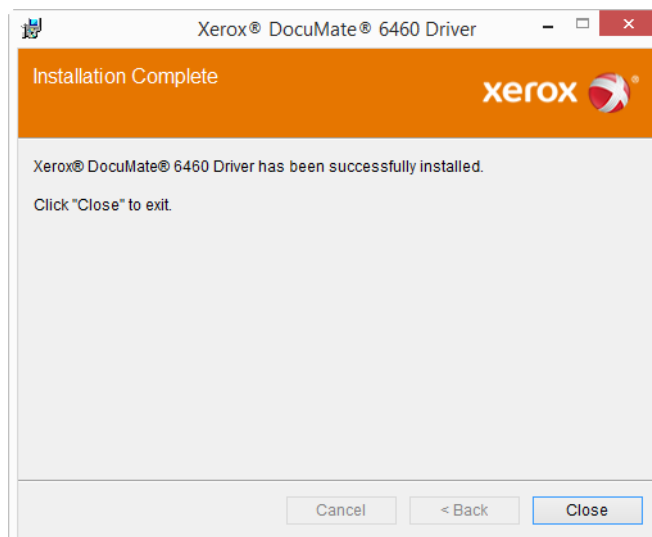 Xerox® DocuMate® 6460 Driver
Installation Complete
xerox®
Xerox® DocuMate® 6460 Driver has been successfully installed.
Click "Close" to exit.
Cancel
< Back
Close